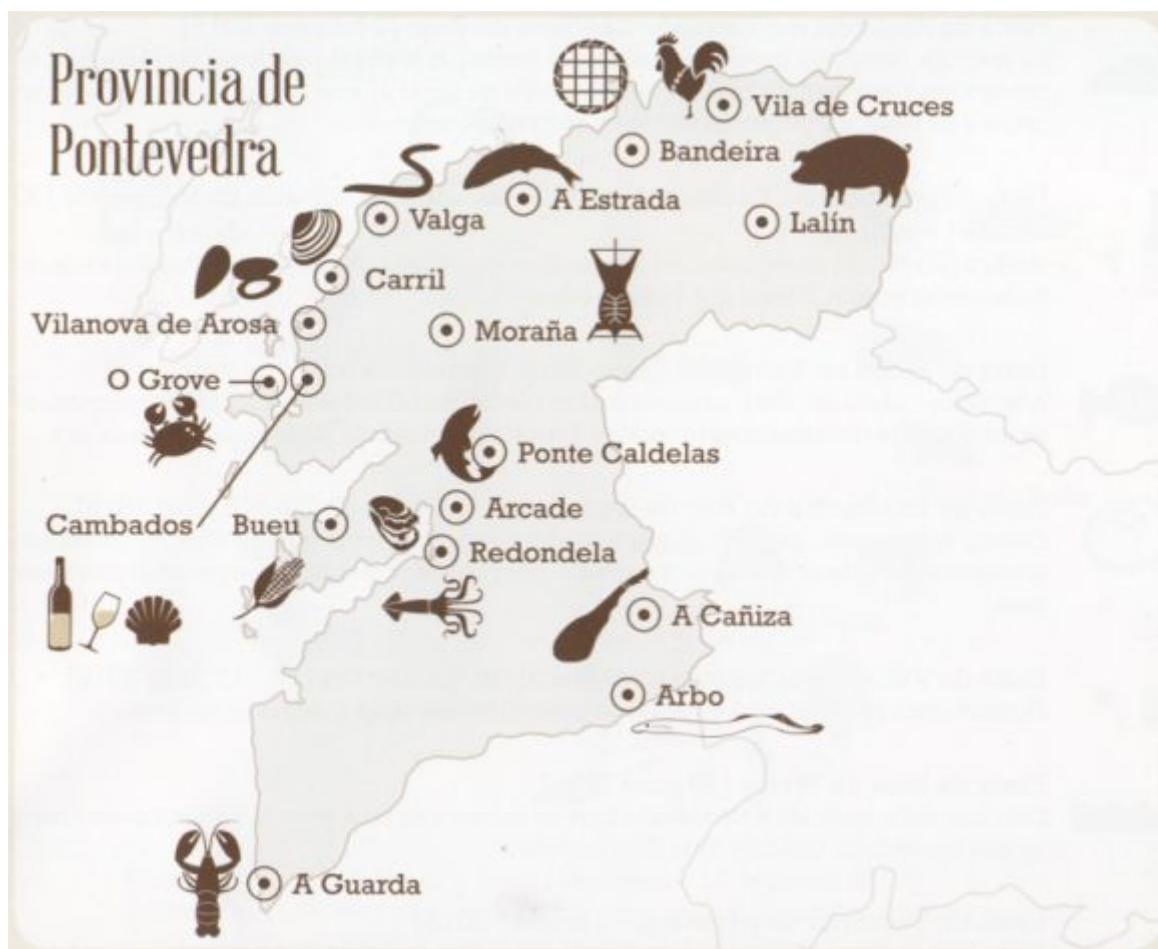 Provincia de
Pontevedra
Vila de Cruces
Bandeira
A Estrada
Valga
Lalín
Carril
Vilanova de Arosa
Moraña
O Grove
Ponte Caldelas
Cambados
Bueu
Arcade
Redondela
A Cañiza
Arbo
A Guarda